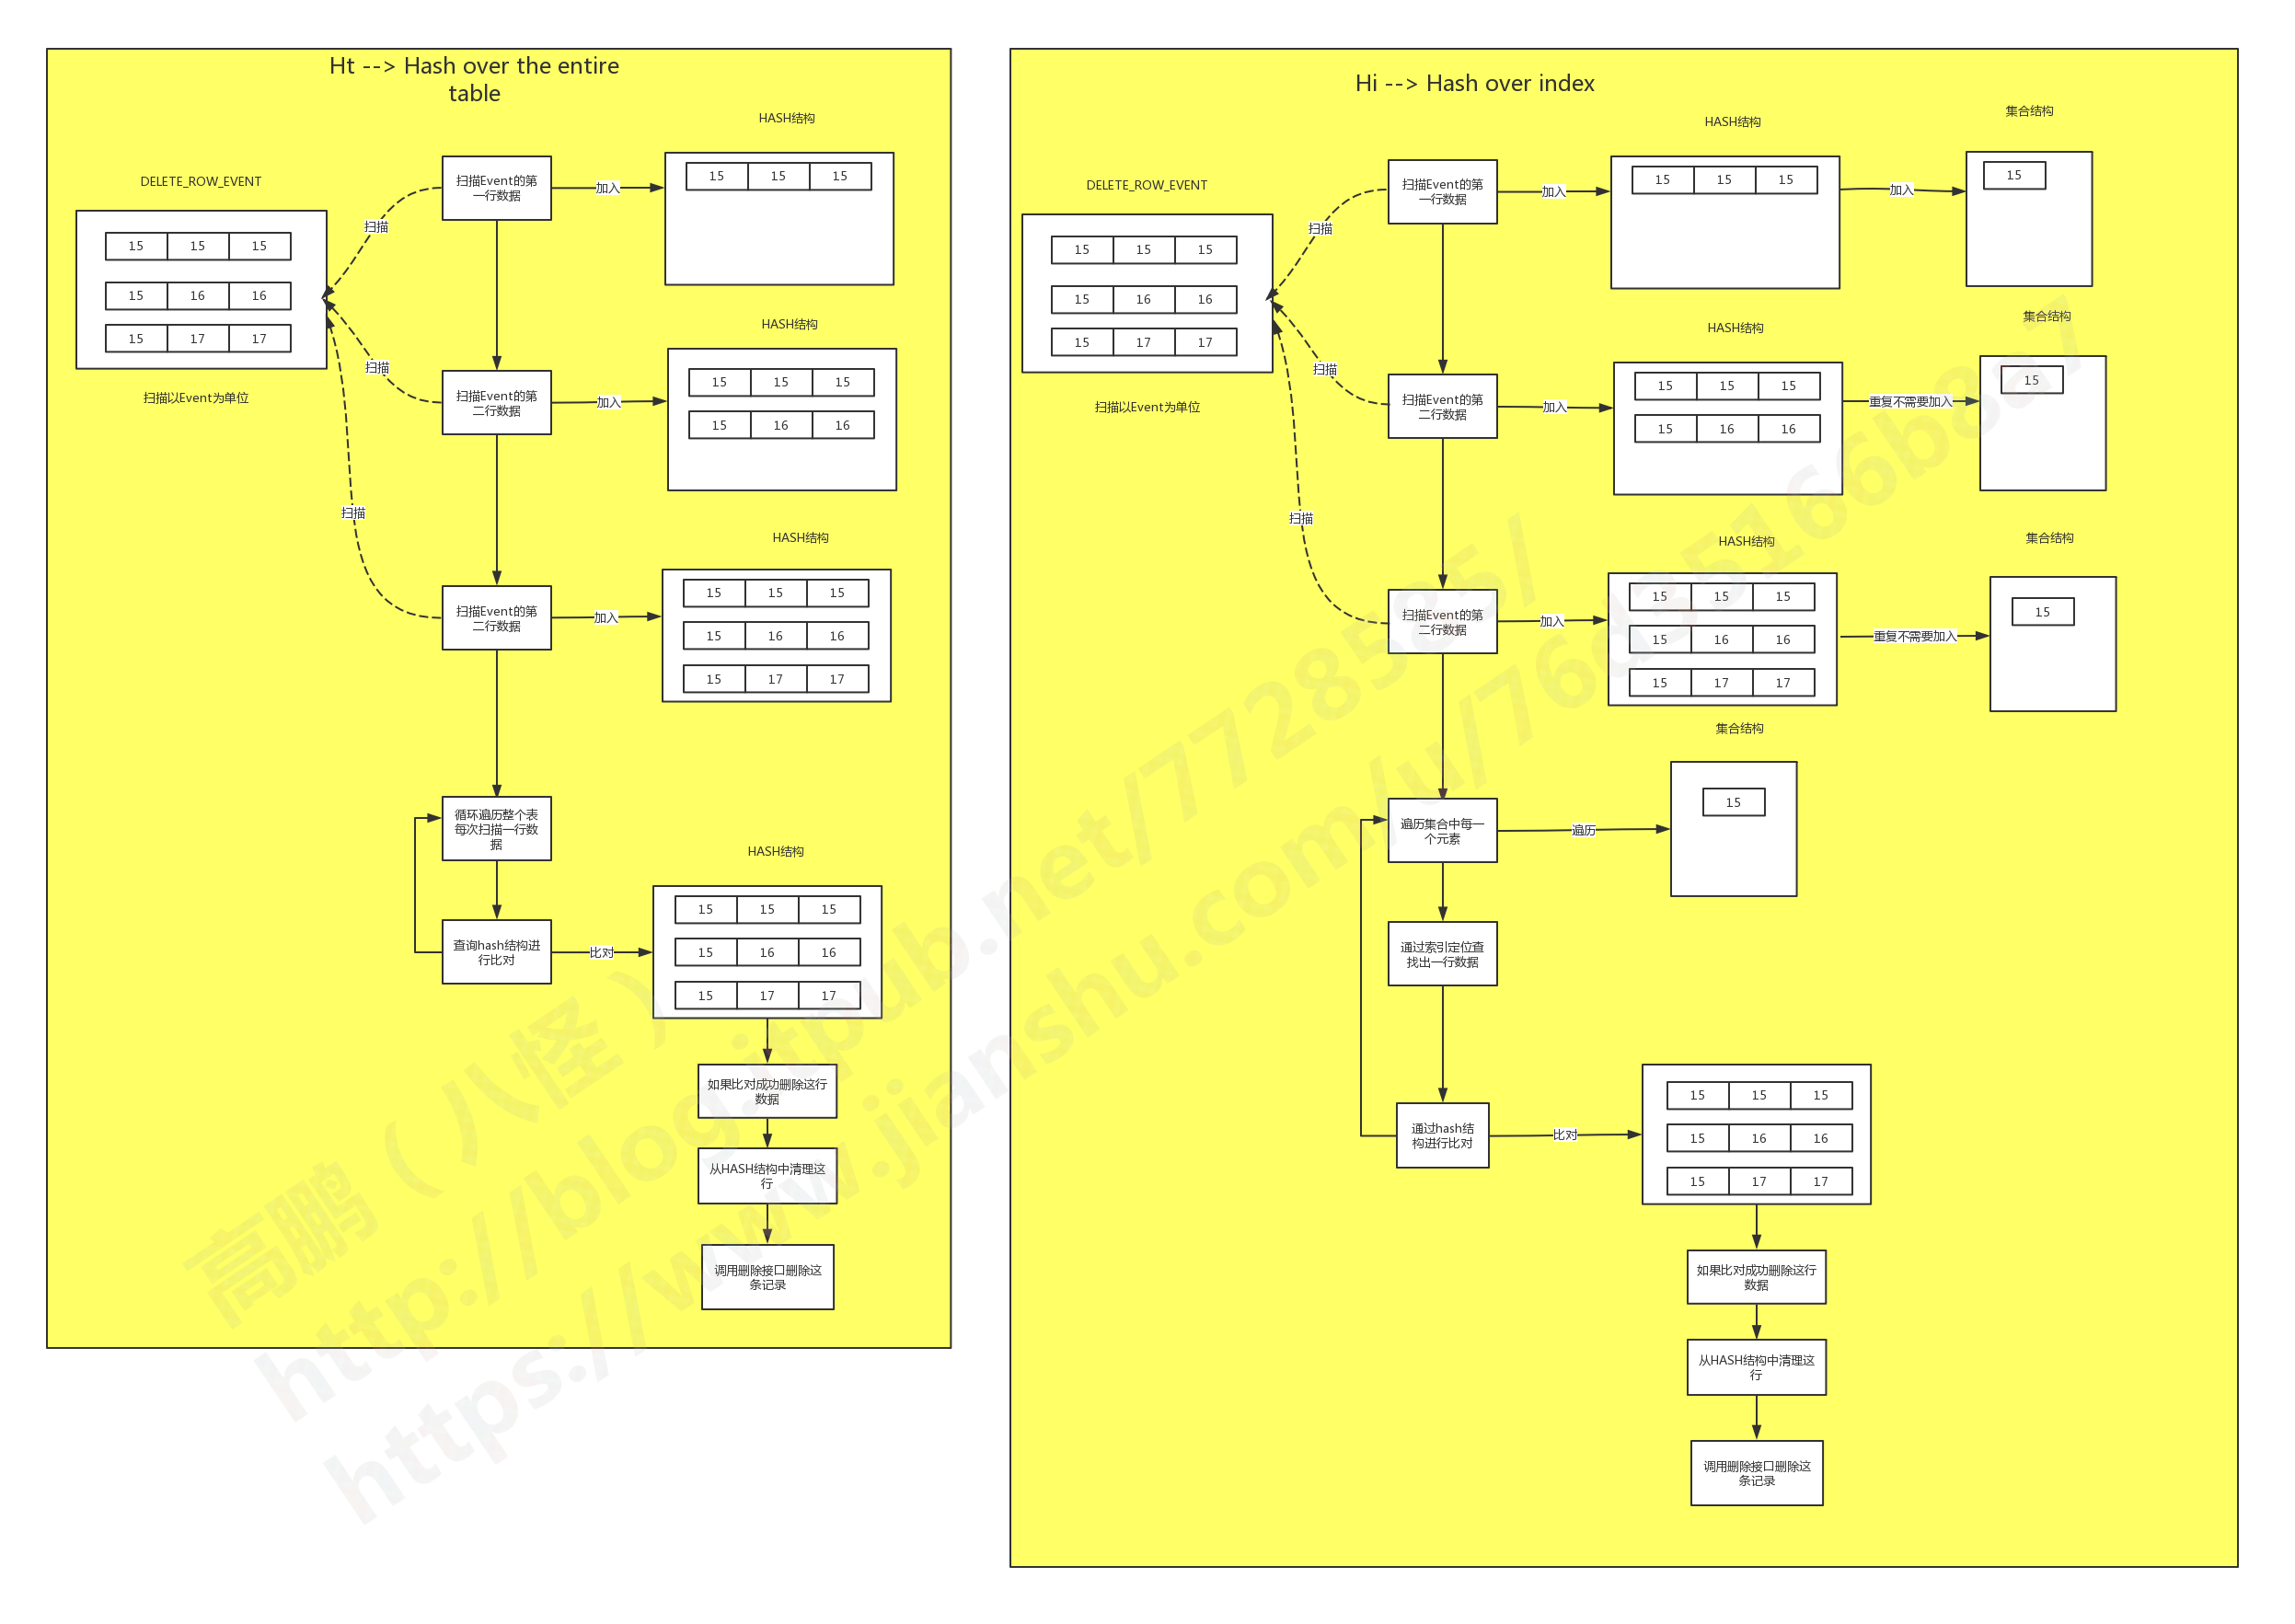 Ht --> Hash over the entire
table
HASH结构
DELETE_ROW_EVENT
扫描Event的第
一行数据
加入
15 15 15
扫描
15 15 15
15 16 16
15 17 17
扫描以Event为单位
HASH结构
扫描
扫描Event的第
二行数据
加入
15 15 15
15 16 16
扫描
HASH结构
扫描Event的第
二行数据
加入
15 15 15
15 16 16
15 17 17
循环遍历整个表
每次扫描一行数
据
HASH结构
查询hash结构进
行比对
比对
15 15 15
15 16 16
15 17 17
如果比对成功删除这行
数据
从HASH结构中清理这
行
调用删除接口删除这
条记录
Hi --> Hash over index
HASH结构
集合结构
DELETE_ROW_EVENT
扫描Event的第
一行数据
加入
15 15 15
加入
15
扫描
15 15 15
15 16 16
15 17 17
扫描以Event为单位
HASH结构
集合结构
扫描
扫描Event的第
二行数据
加入
15 15 15
15 16 16
重复不需要加入
15
扫描
HASH结构
集合结构
扫描Event的第
二行数据
加入
15 15 15
15 16 16
15 17 17
重复不需要加入
15
集合结构
遍历集合中每一
个元素
遍历
15
通过索引定位查
找出一行数据
通过hash结
构进行比对
比对
15 15 15
15 16 16
15 17 17
如果比对成功删除这行
数据
从HASH结构中清理这
行
调用删除接口删除这
条记录
高鹏（八怪）
http://blog.itpub.net/7728585/
https://www.jianshu.com/u/76d35166b8a7